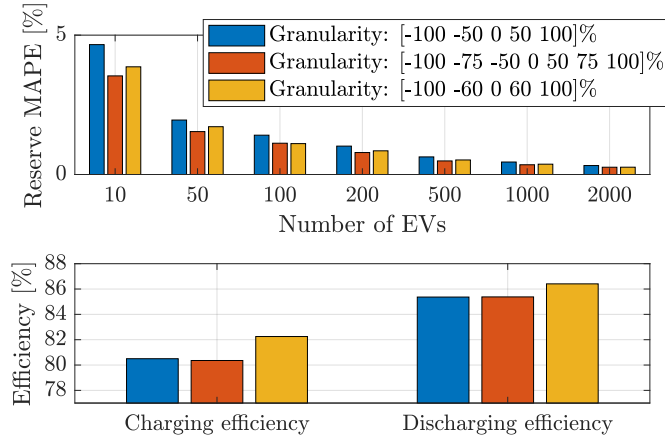 Reserve MAPE [%]
5
0
Granularity: [-100 -50 0 50 100]%
Granularity: [-100 -75 -50 0 50 75 100]%
Granularity: [-100 -60 0 60 100]%
10 50 100 200 500 1000 2000
Number of EVs
Efficiency [%]
88
86
84
82
80
78
Charging efficiency Discharging efficiency